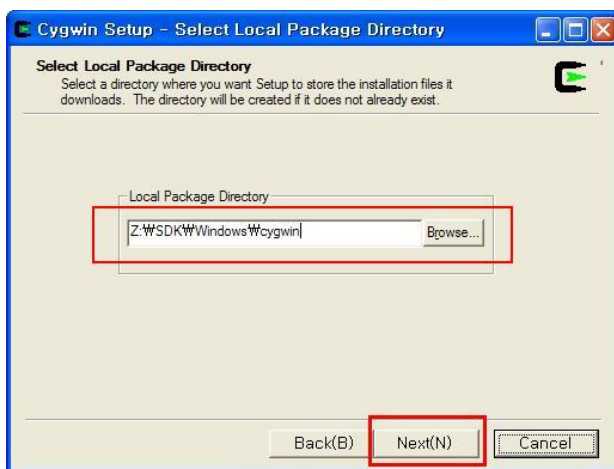 Cygwin Setup - Select Local Package Directory
Select Local Package Directory
Select a directory where you want Setup to store the installation files it
downloads. The directory will be created if it does not already exist.
Local Package Directory
Z:₩SDK₩Windows₩cygwin
Browse...
Back(B)
Next(N)
Cancel